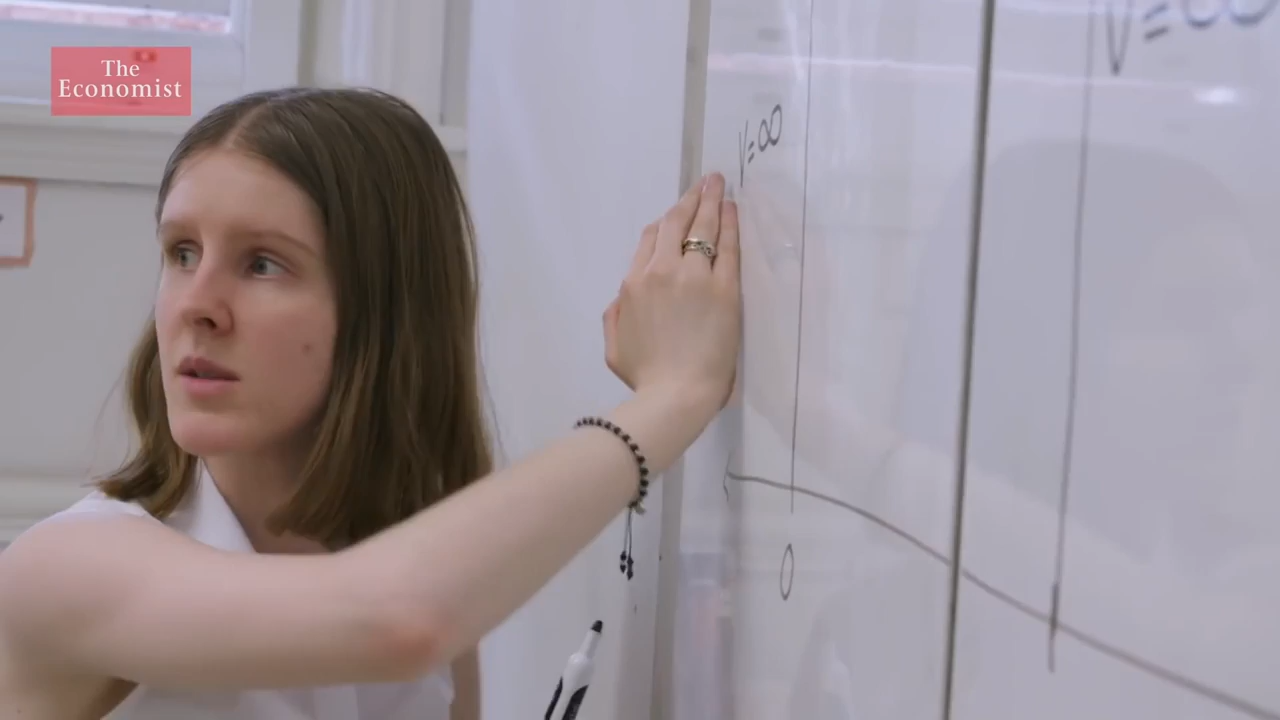 The
Economist
V=∞
V=∞
0